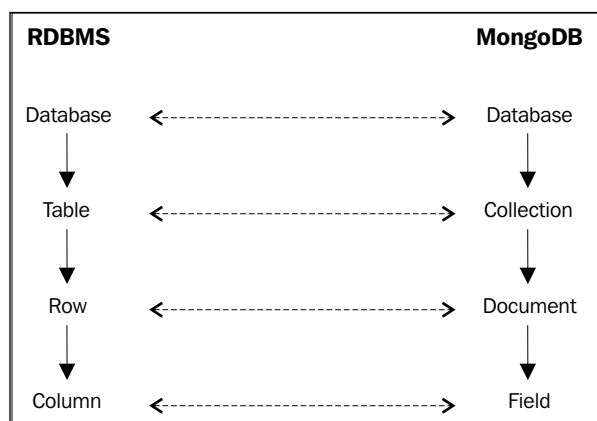 RDBMS MongoDB
Database Database
Table Collection
Row Document
Column Field